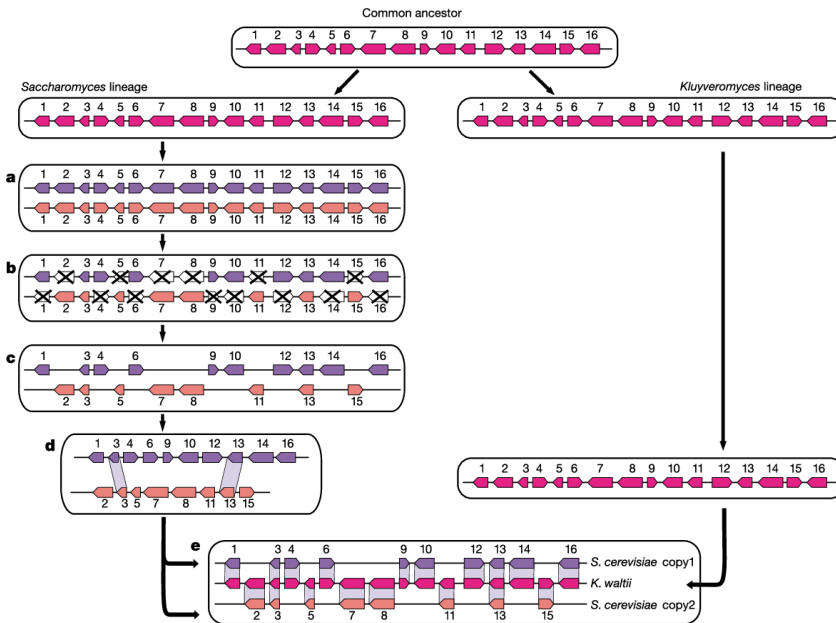 Common ancestor
1 2 3 4 5 6 7 8 9 10 11 12 13 14 15 16
Saccharomyces lineage
1 2 3 4 5 6 7 8 9 10 11 12 13 14 15 16
Kluyveromyces lineage
1 2 3 4 5 6 7 8 9 10 11 12 13 14 15 16
a
1 2 3 4 5 6 7 8 9 10 11 12 13 14 15 16
1 2 3 4 5 6 7 8 9 10 11 12 13 14 15 16
b
1 2 3 4 5 6 7 8 9 10 11 12 13 14 15 16
1 2 3 4 5 6 7 8 9 10 11 12 13 14 15 16
c
1 3 4 6 9 10 12 13 14 16
2 3 5 7 8 11 13 15
d
1 3 4 6 9 10 12 13 14 16
2 3 5 7 8 11 13 15
1 2 3 4 5 6 7 8 9 10 11 12 13 14 15 16
e
1 3 4 6 9 10 12 13 14 16
S. cerevisiae copy1
K. waltii
S. cerevisiae copy2
2 3 5 7 8 11 13 15